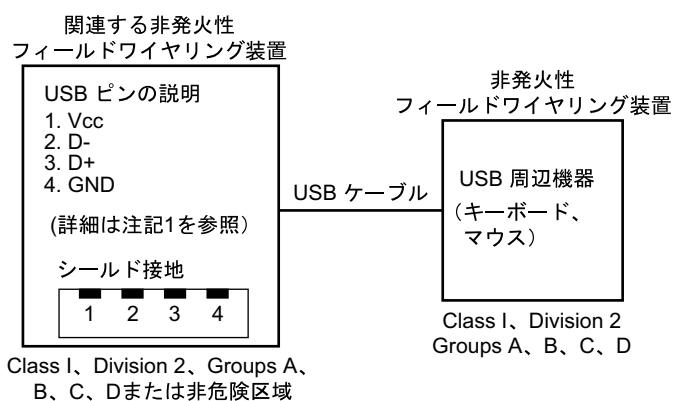 関連する非発火性
フィールドワイヤリング装置
USB ピンの説明
1. Vcc
2. D-
3. D+
4. GND
(詳細は注記1を参照）
シールド接地
1 2 3 4
Class I、Division 2、Groups A、
B、C、Dまたは非危険区域
USB ケーブル
非発火性
フィールドワイヤリング装置
USB 周辺機器
（キーボード、
マウス）
Class I、Division 2
Groups A、B、C、D